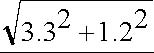 √(3.3² + 1.2²)